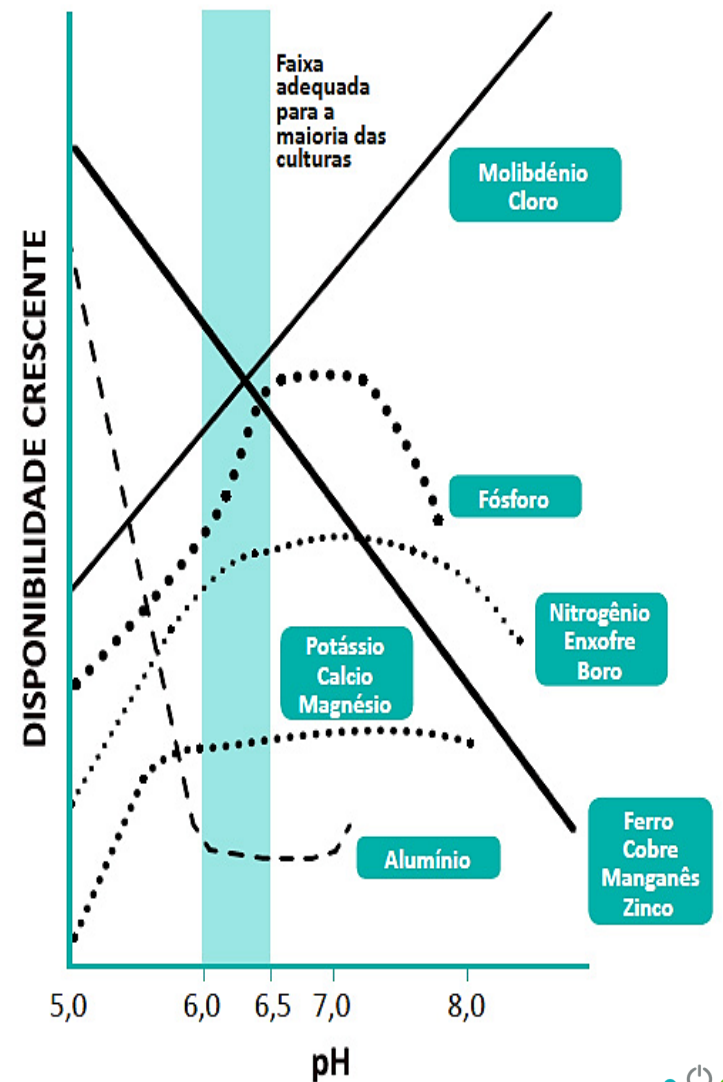 Faixa
adequada
para a
maioria das
culturas
Molibdénio
Cloro
DISPONIBILIDADE CRESCENTE
Fósforo
Nitrogênio
Enxofre
Boro
Potássio
Calcio
Magnésio
Ferro
Cobre
Manganês
Zinco
Alumínio
5,0 6,0 6,5 7,0 8,0
pH